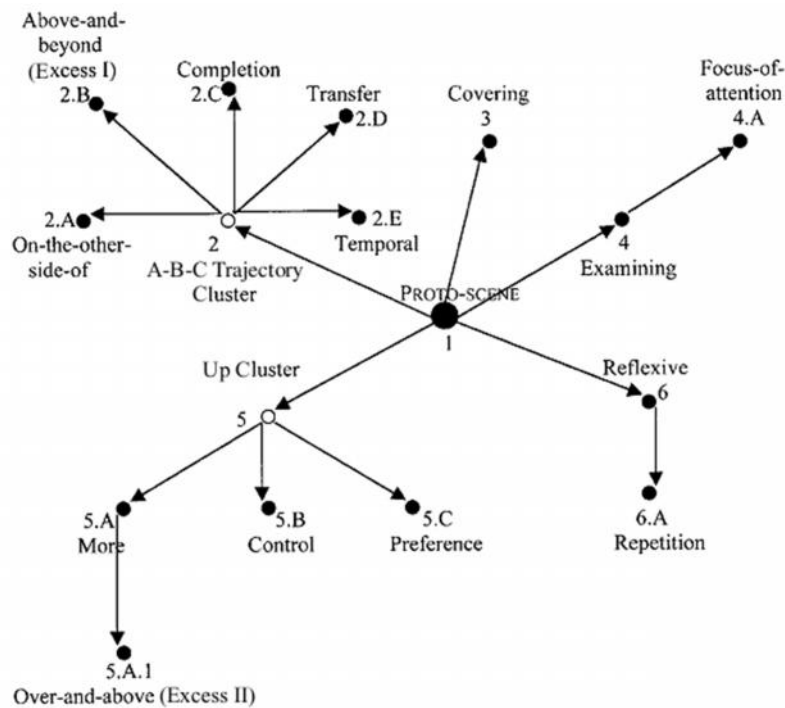 Above-and-
beyond
(Excess I)
2.B
Completion
2.C
Transfer
2.D
Covering
3
Focus-of-
attention
4.A
2.A
On-the-other-
side-of
2
A-B-C Trajectory
Cluster
2.E
Temporal
4
Examining
PROTO-SCENE
1
Up Cluster
5
Reflexive
6
5.A
More
5.B
Control
5.C
Preference
6.A
Repetition
5.A.1
Over-and-above (Excess II)